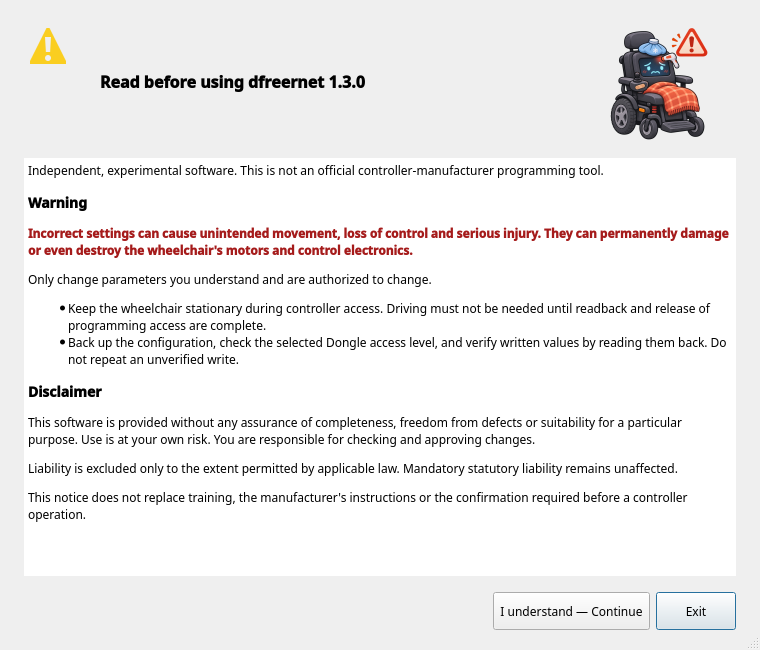 Read before using dfreernet 1.3.0
Independent, experimental software. This is not an official controller-manufacturer programming tool.
Warning
Incorrect settings can cause unintended movement, loss of control and serious injury. They can permanently damage
or even destroy the wheelchair's motors and control electronics.
Only change parameters you understand and are authorized to change.
Keep the wheelchair stationary during controller access. Driving must not be needed until readback and release of
programming access are complete.
Back up the configuration, check the selected Dongle access level, and verify written values by reading them back. Do
not repeat an unverified write.
Disclaimer
This software is provided without any assurance of completeness, freedom from defects or suitability for a particular
purpose. Use is at your own risk. You are responsible for checking and approving changes.
Liability is excluded only to the extent permitted by applicable law. Mandatory statutory liability remains unaffected.
This notice does not replace training, the manufacturer's instructions or the confirmation required before a controller
operation.
I understand — Continue
Exit